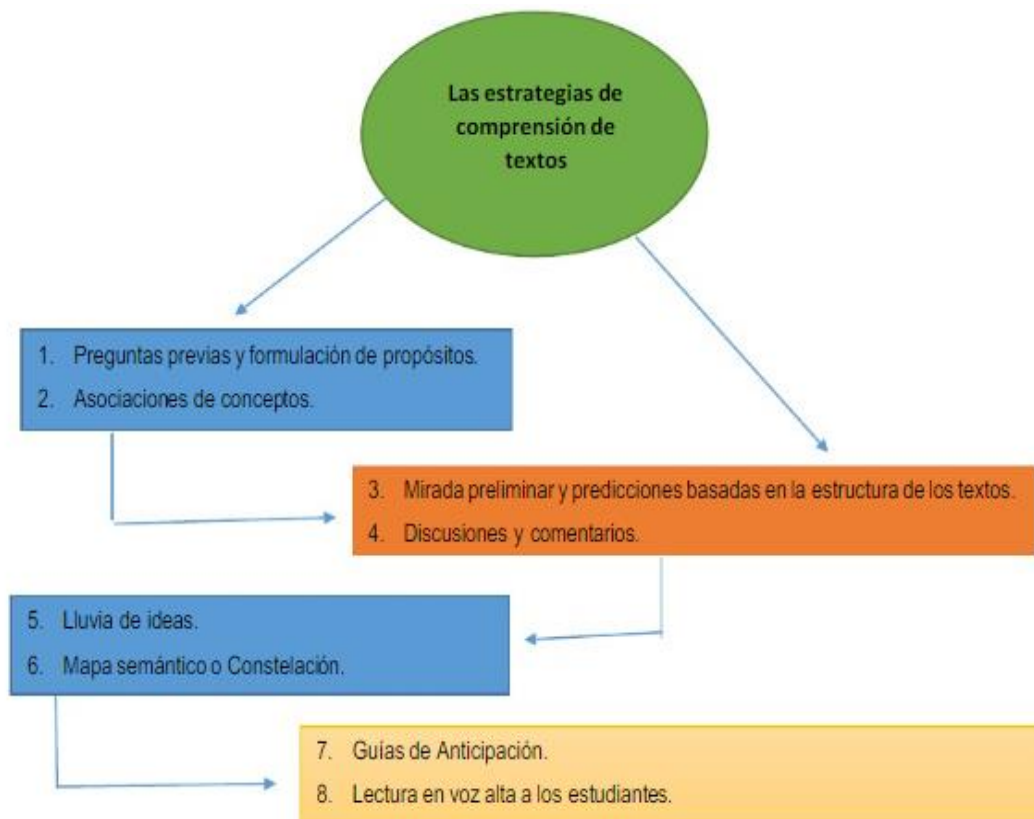 Las estrategias de
comprensión de
textos
1. Preguntas previas y formulación de propósitos.
2. Asociaciones de conceptos.
3. Mirada preliminar y predicciones basadas en la estructura de los textos.
4. Discusiones y comentarios.
5. Lluvia de ideas.
6. Mapa semántico o Constelación.
7. Guías de Anticipación.
8. Lectura en voz alta a los estudiantes.